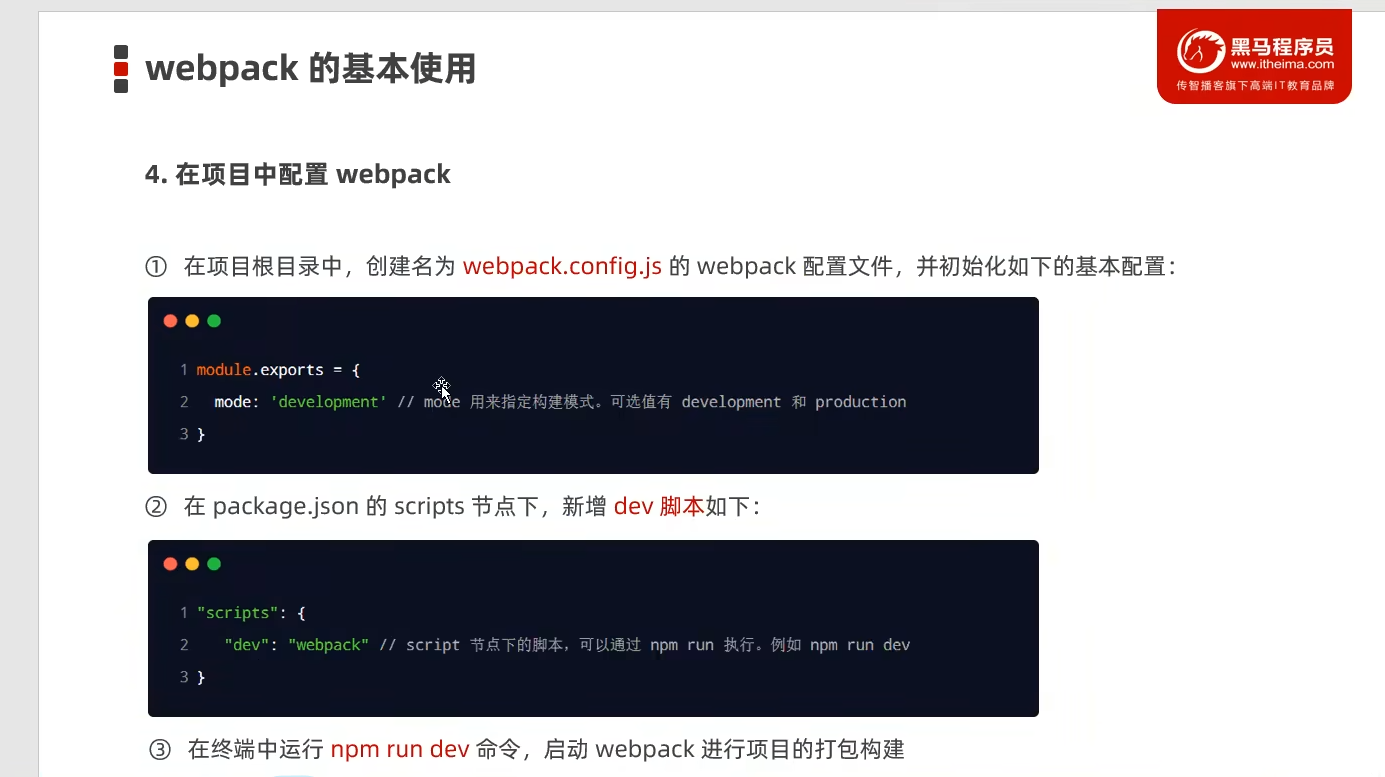 webpack 的基本使用
黑马程序员
www.itheima.com
传智播客旗下高端IT教育品牌
4. 在项目中配置 webpack
① 在项目根目录中，创建名为 webpack.config.js 的 webpack 配置文件，并初始化如下的基本配置：
1 module.exports = {
2 mode: 'development' // mode 用来指定构建模式。可选值有 development 和 production
3 }
② 在 package.json 的 scripts 节点下，新增 dev 脚本如下：
1 "scripts": {
2 "dev": "webpack" // script 节点下的脚本，可以通过 npm run 执行。例如 npm run dev
3 }
③ 在终端中运行 npm run dev 命令，启动 webpack 进行项目的打包构建